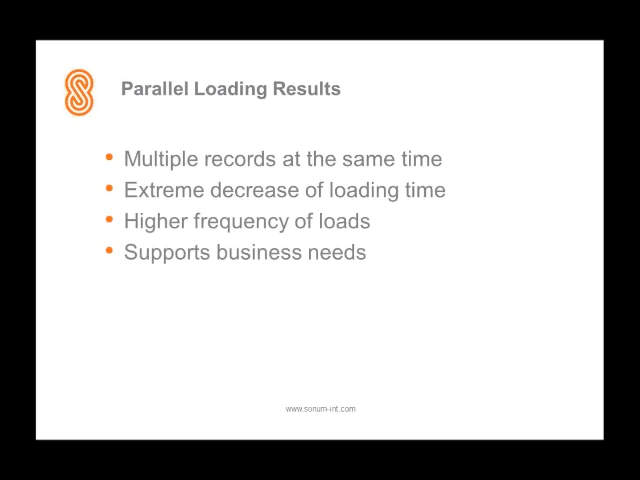 Parallel Loading Results
Multiple records at the same time
Extreme decrease of loading time
Higher frequency of loads
Supports business needs
www.sorium-int.com